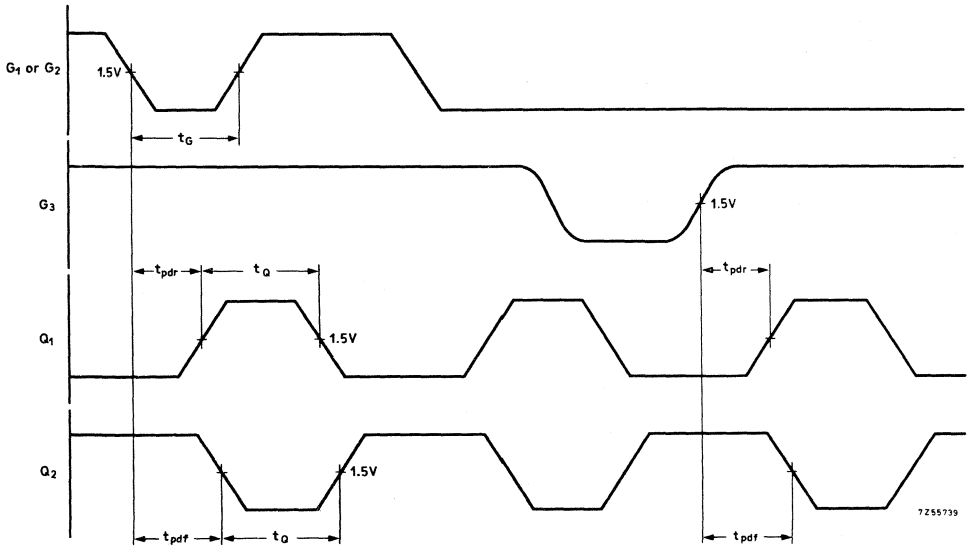 G1 or G2
1.5V
tG
G3
1.5V
tpdr
tQ
tpdr
Q1
1.5V
Q2
1.5V
7Z55739
tpdf
tQ
tpdf